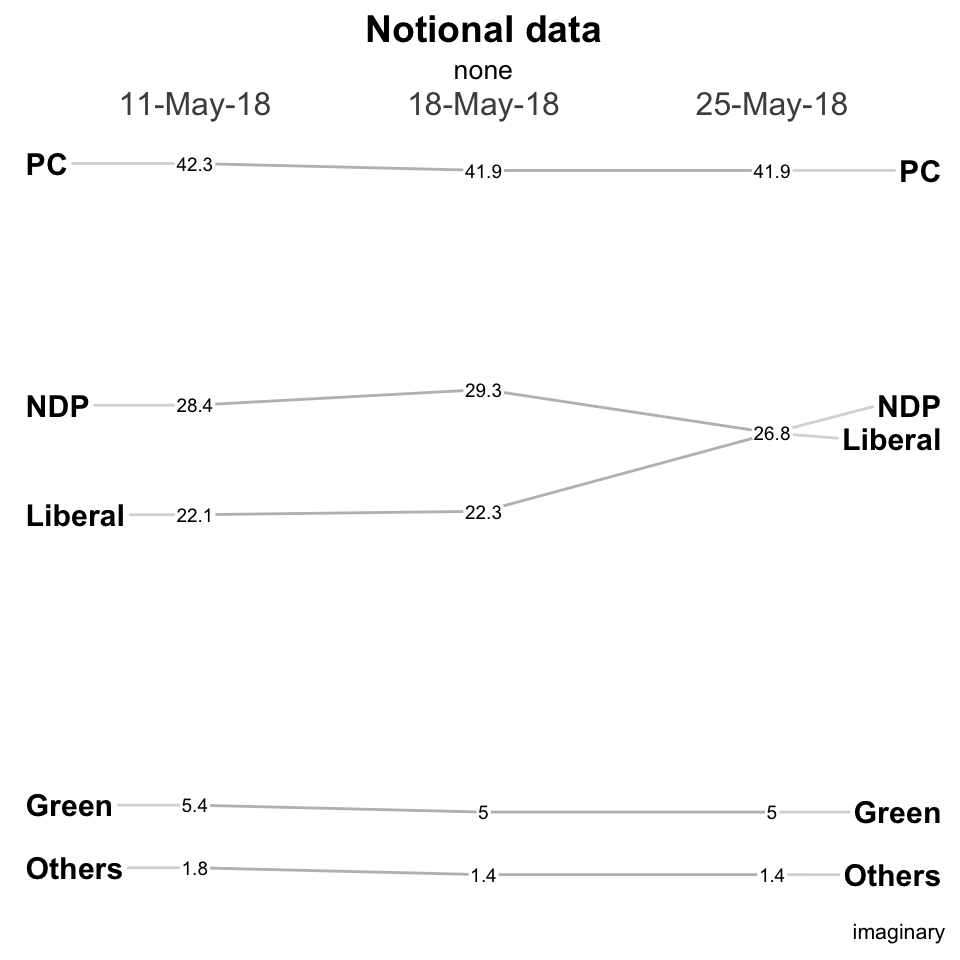 Notional data
none
11-May-18 18-May-18 25-May-18
PC 42.3 41.9 41.9 PC
NDP 28.4 29.3 NDP
26.8
Liberal
Liberal 22.1 22.3
Green 5.4 5 5 Green
Others 1.8 1.4 1.4 Others
imaginary